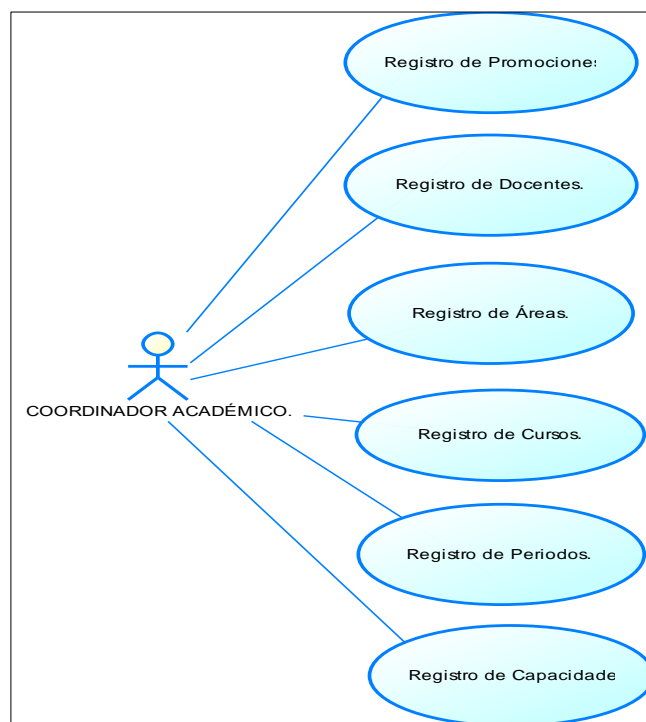 Registro de Promocione
Registro de Docentes.
Registro de Áreas.
COORDINADOR ACADÉMICO.
Registro de Cursos.
Registro de Periodos.
Registro de Capacidade